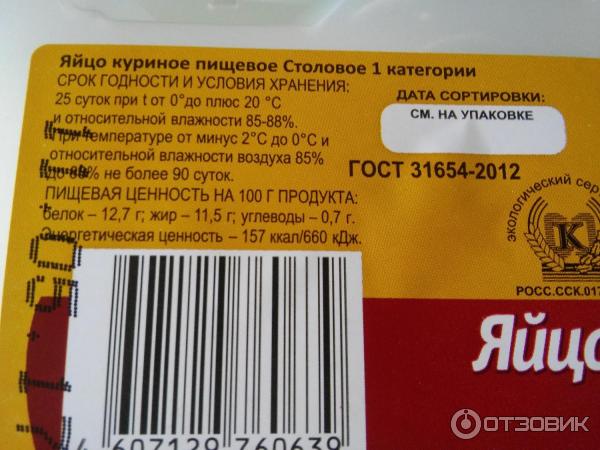 Яйцо куриное пищевое Столовое 1 категории
СРОК ГОДНОСТИ И УСЛОВИЯ ХРАНЕНИЯ:
25 суток при t от 0°до плюс 20 °С
и относительной влажности 85-88%.
При температуре от минус 2°С до 0°С и
относительной влажности воздуха 85%
до 88% не более 90 суток.
ПИЩЕВАЯ ЦЕННОСТЬ НА 100 Г ПРОДУКТА:
белок – 12,7 г; жир – 11,5 г; углеводы – 0,7 г.
Энергетическая ценность – 157 ккал/660 кДж.
ДАТА СОРТИРОВКИ:
СМ. НА УПАКОВКЕ
ГОСТ 31654-2012
экологический сер
К
РОСС.ССК.017
Яйцо
4 607129 760639
ОТЗОВИК